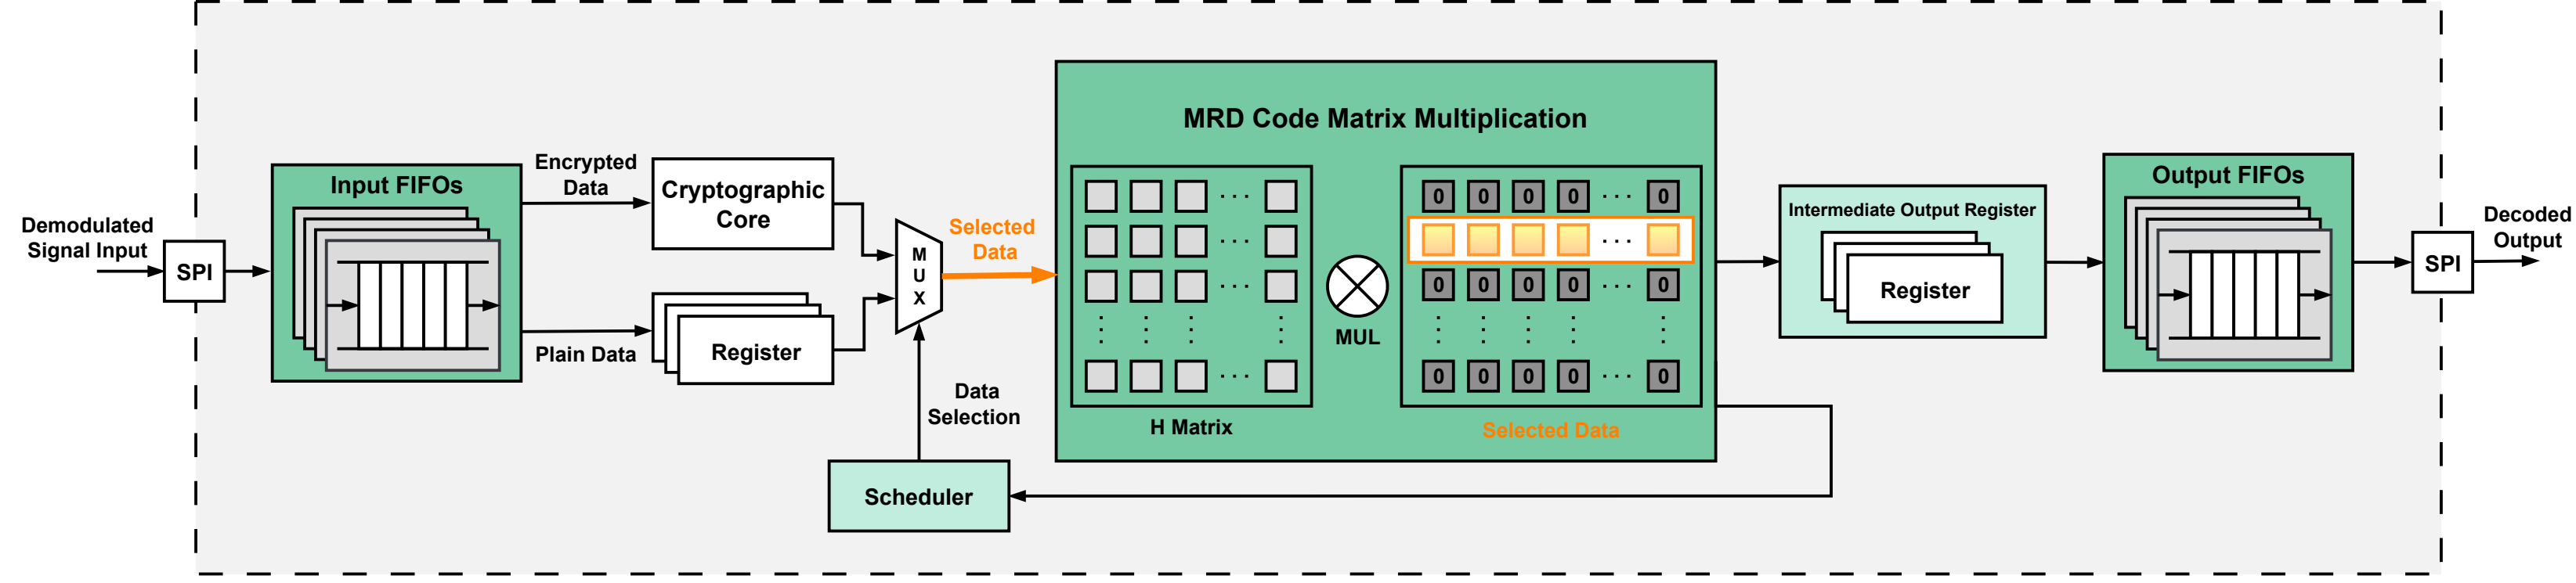 Demodulated
Signal Input
SPI
Input FIFOs
Encrypted
Data
Plain Data
Cryptographic
Core
Register
M
U
X
Selected
Data
Data
Selection
Scheduler
MRD Code Matrix Multiplication
0 0 0 0 ... 0
...
...
0 0 0 0 ... 0
0 0 0 0 ... 0
H Matrix
MUL
Selected Data
Intermediate Output Register
Register
Output FIFOs
SPI
Decoded
Output